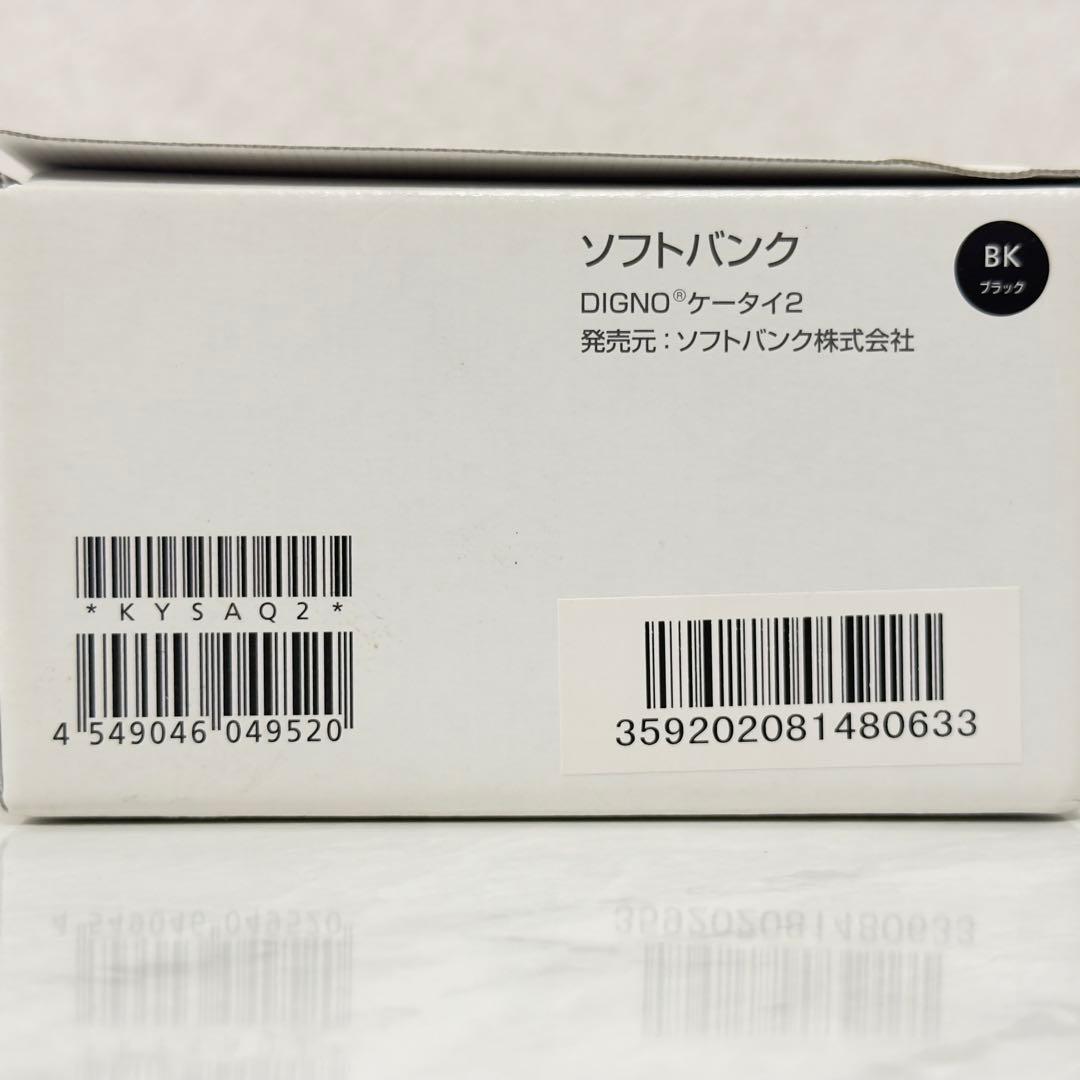 ソフトバンク
DIGNO®ケータイ2
発売元：ソフトバンク株式会社
BK
ブラック
*KYSAQ2*
4 549046 049520
359202081480633